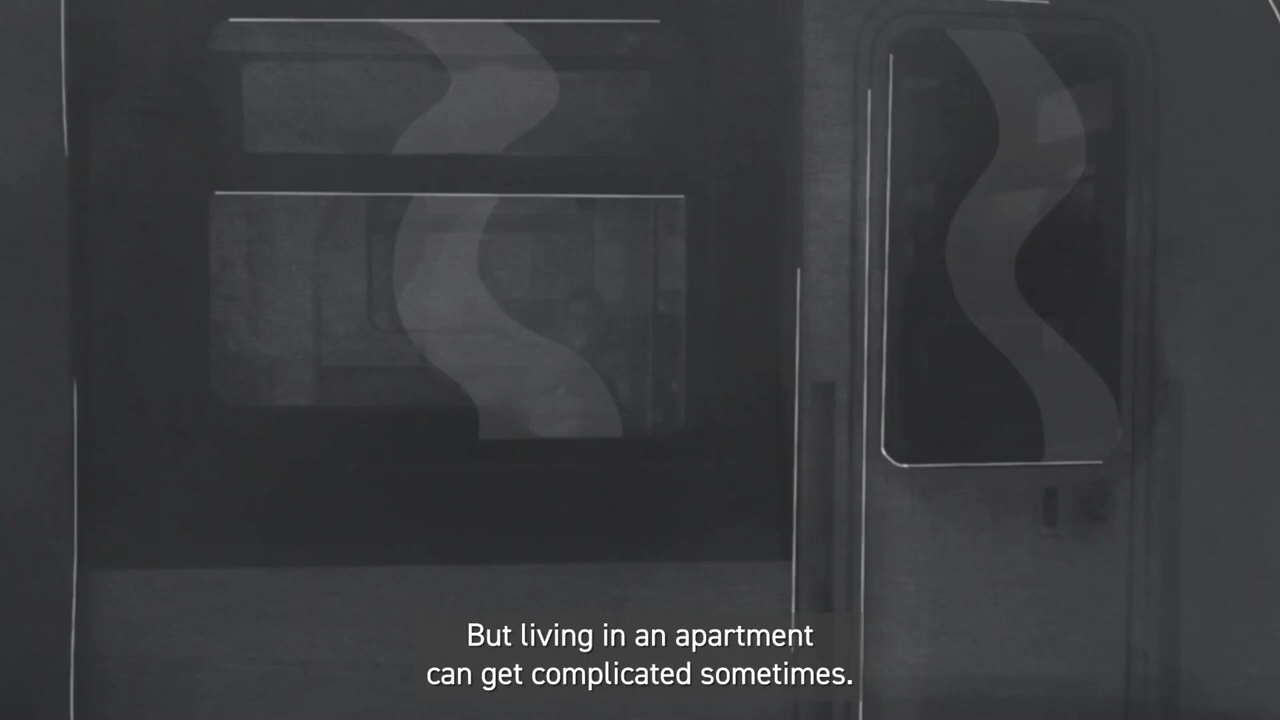 But living in an apartment
can get complicated sometimes.